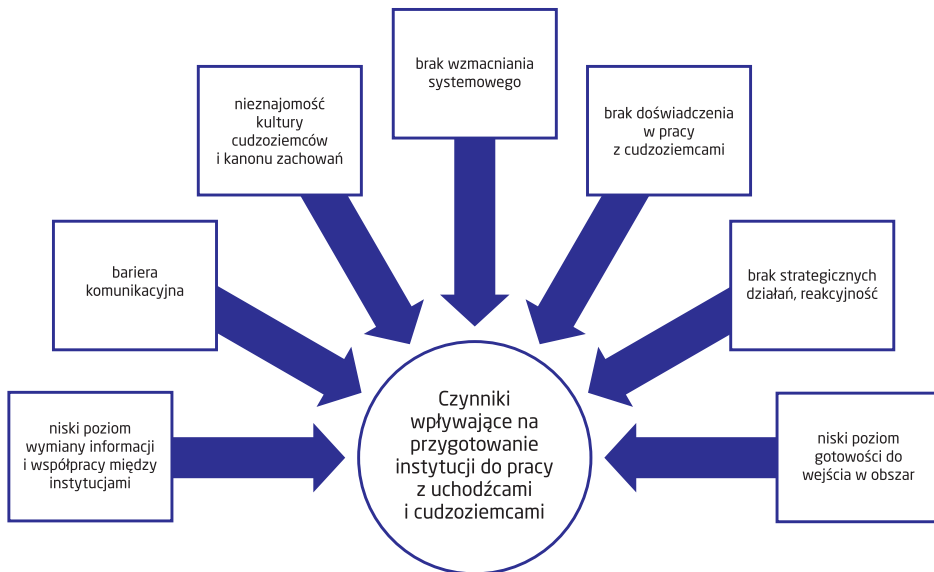 brak wzmacniania
systemowego
nieznajomość
kultury
cudzoziemców
i kanonu zachowań
brak doświadczenia
w pracy
z cudzoziemcami
bariera
komunikacyjna
brak strategicznych
działań, reakcyjność
niski poziom
wymiany informacji
i współpracy między
instytucjami
Czynniki
wpływające na
przygotowanie
instytucji do pracy
z uchodźcami
i cudzoziemcami
niski poziom
gotowości do
wejścia w obszar